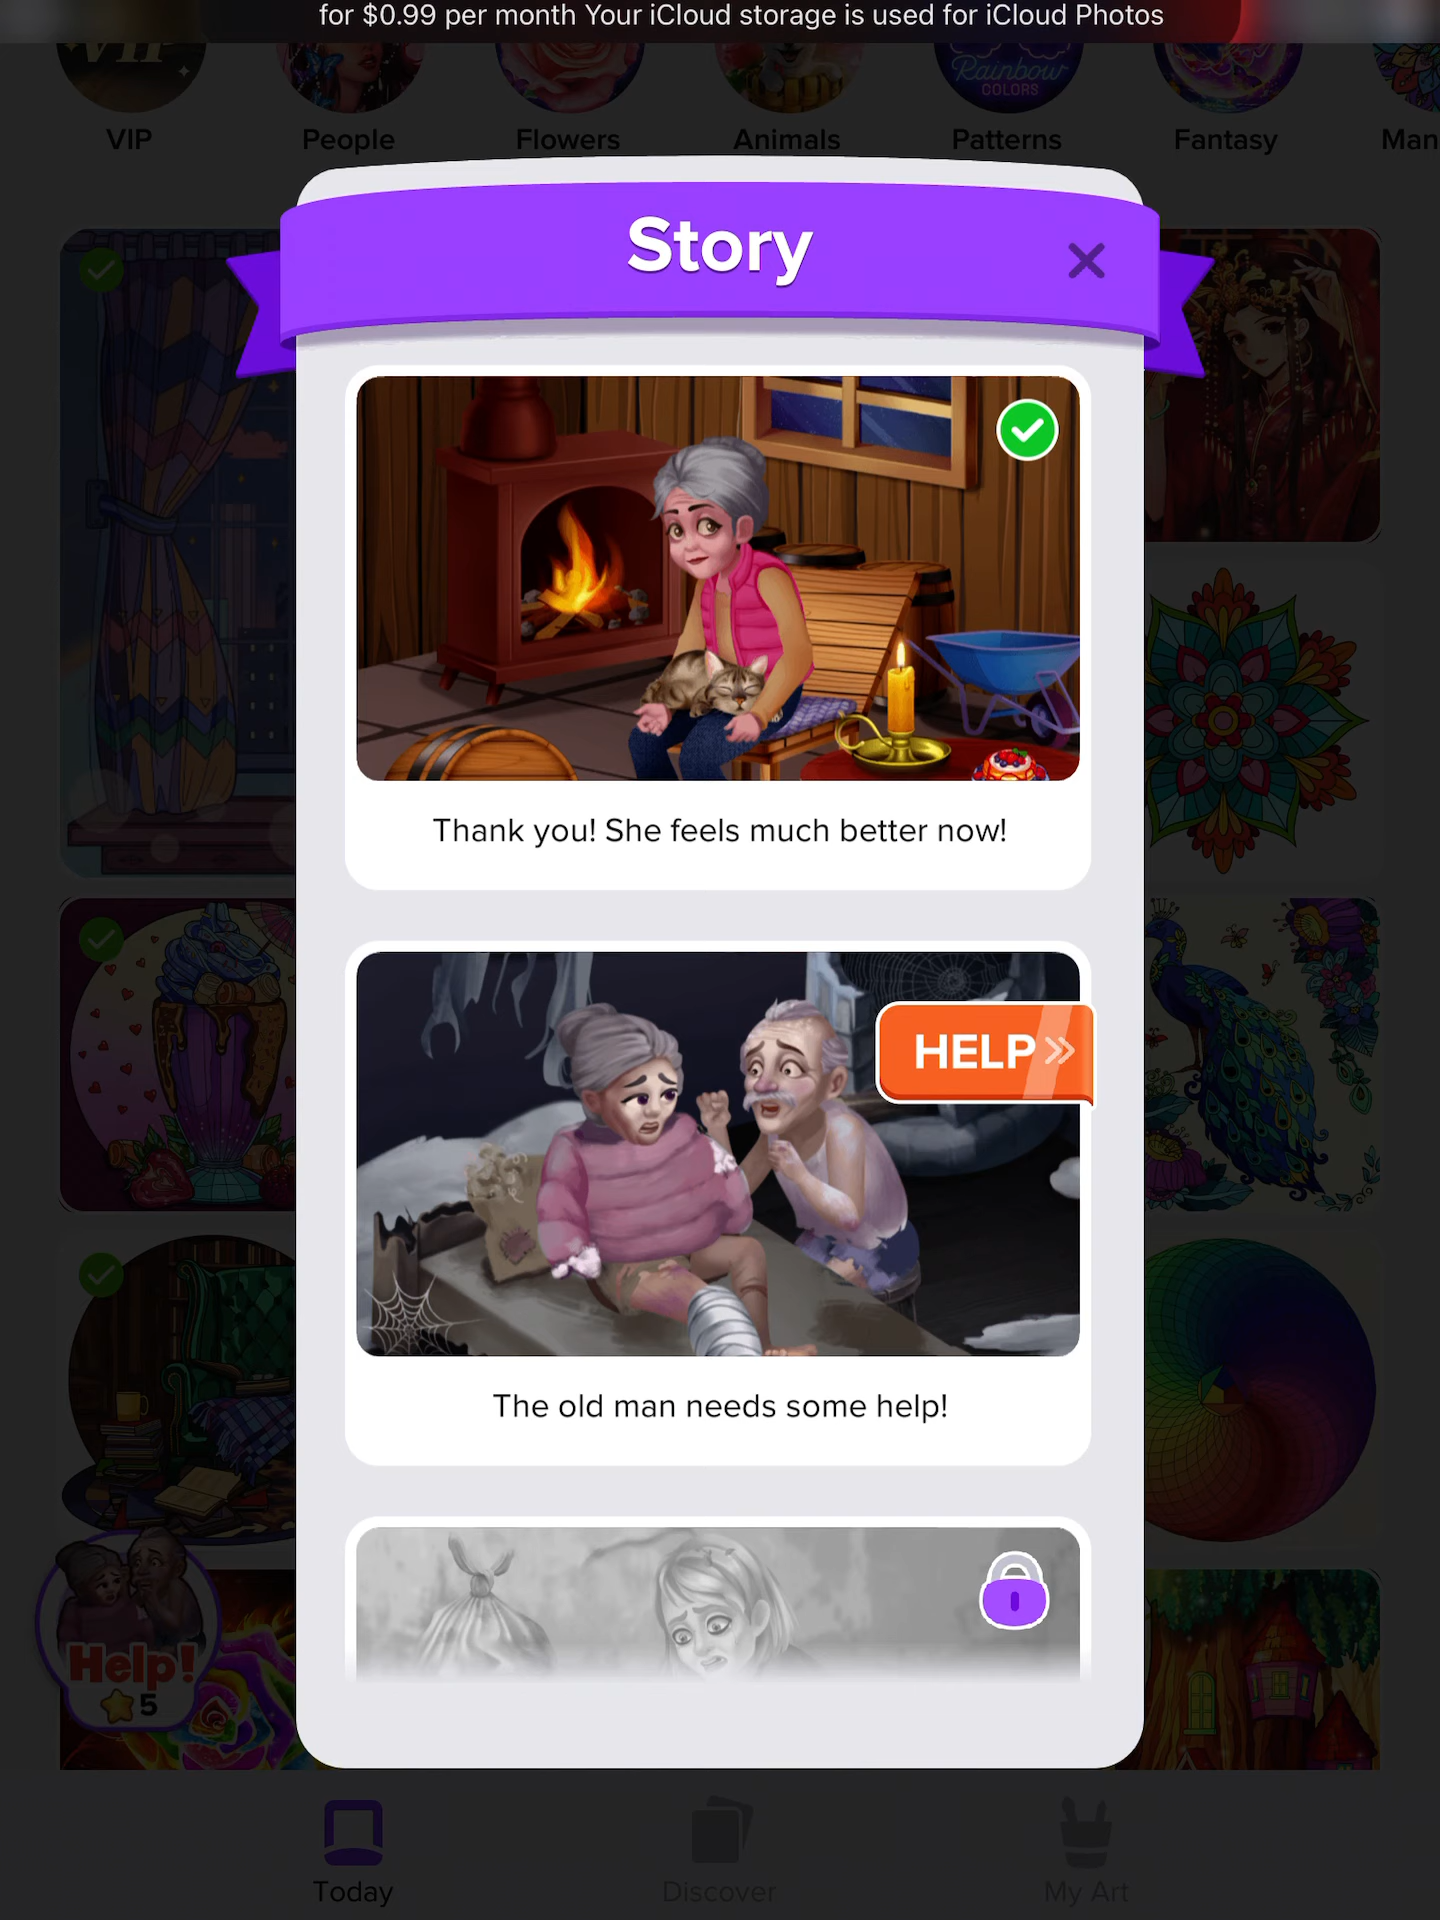 for $0.99 per month Your iCloud storage is used for iCloud Photos
VIP
Rainbow
COLORS
VIP
People
Flowers
Animals
Patterns
Fantasy
Man
Story
Thank you! She feels much better now!
HELP
The old man needs some help!
Help!
5
Today
Discover
My Art